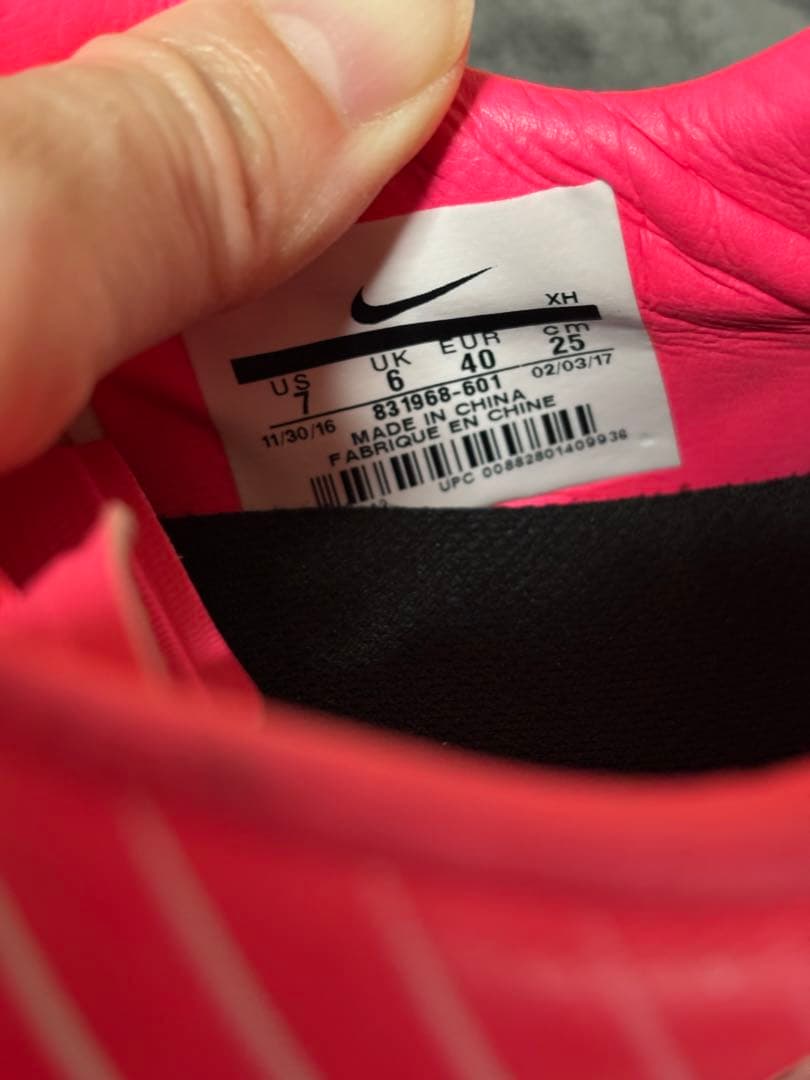 XH
US UK EUR cm
7 6 40 25
831968-601
11/30/16 02/03/17
MADE IN CHINA
FABRIQUE EN CHINE
UPC 00882801409936